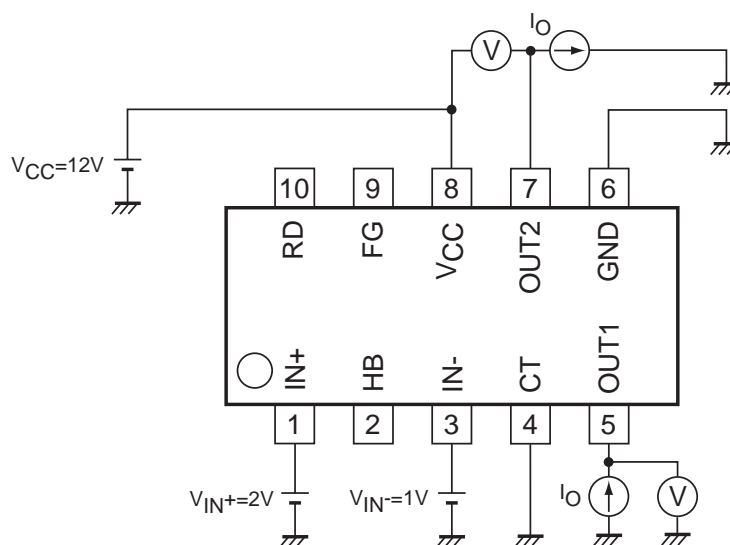 IO
V
VCC=12V
10 9 8 7 6
RD FG VCC OUT2 GND
IN+ HB IN- CT OUT1
1 2 3 4 5
VIN+=2V VIN-=1V IO V